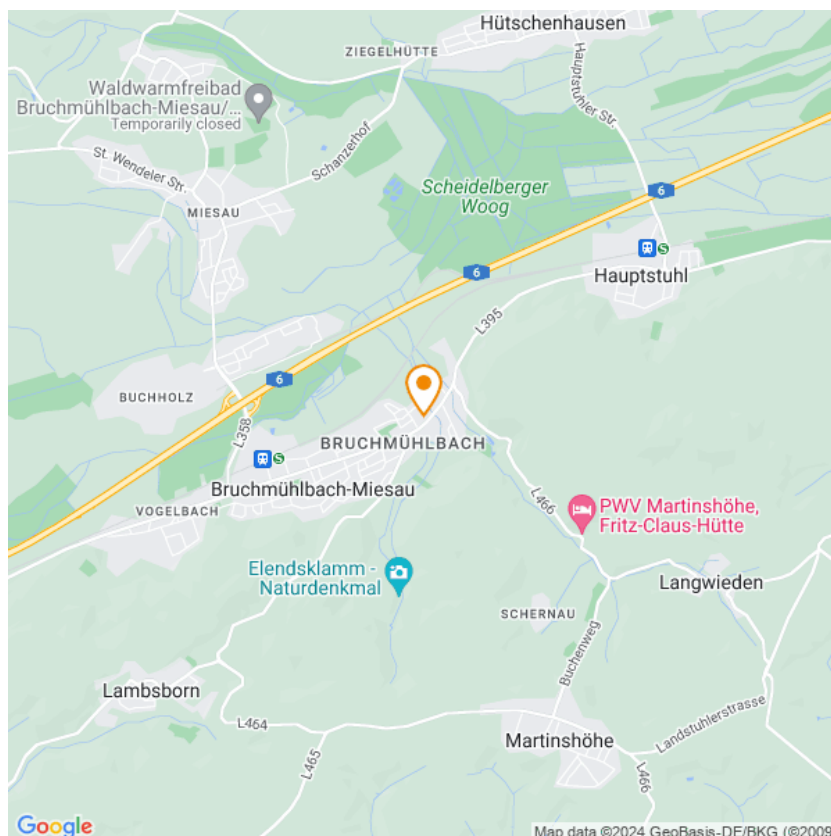 Hütschenhausen
ZIEGELHÜTTE
Hauptstuhler Str.
Waldwarmfreibad
Bruchmühlbach-Miesau/...
Temporarily closed
Schanzerhof
St. Wendeler Str.
Scheidelberger
Woog
6
MIESAU
S
Hauptstuhl
6
L395
6
BUCHHOLZ
L358
BRUCHMÜHLBACH
S
Bruchmühlbach-Miesau
L466
PWV Martinshöhe,
Fritz-Claus-Hütte
VOGELBACH
Elendsklamm -
Naturdenkmal
Langwieden
SCHERNAU
Buchenweg
Lambsborn
L464
L465
Martinshöhe
Landstuhlerstrasse
L466
Google
Map data ©2024 GeoBasis-DE/BKG (©2009